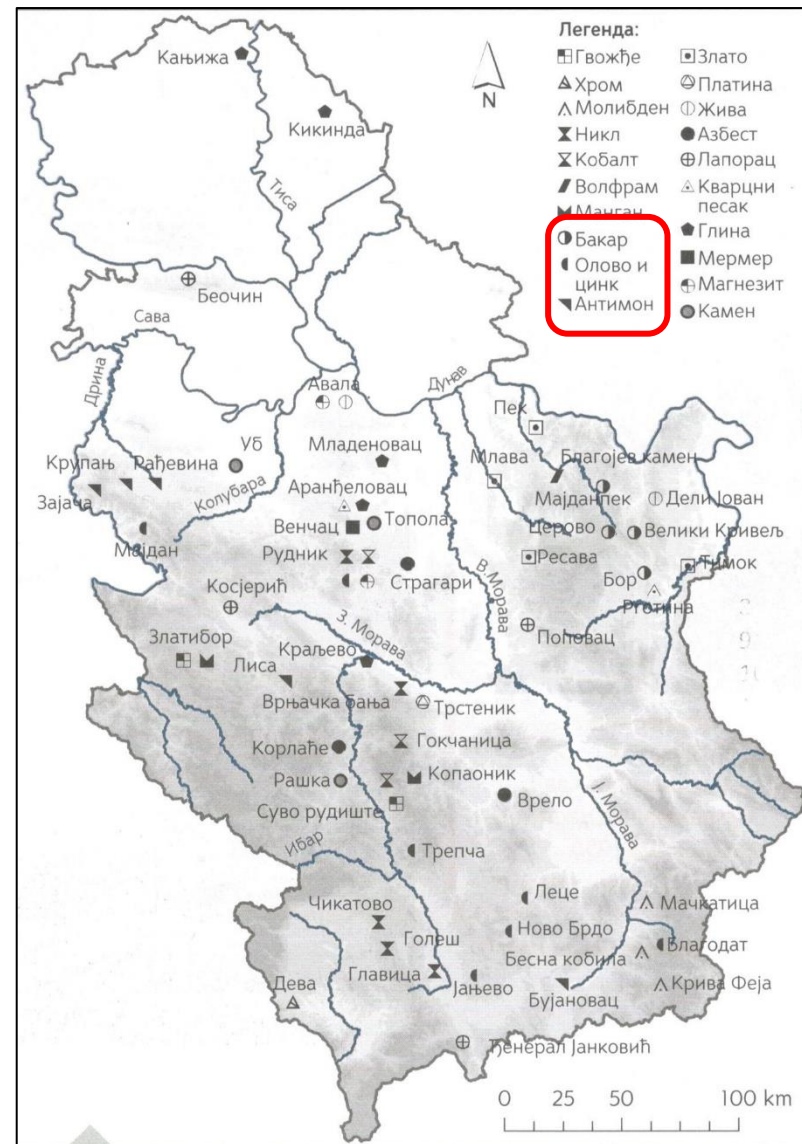 Легенда:
Гвожђе
Хром
Молибден
Никл
Кобалт
Волфрам
Манган
Бакар
Олово и
цинк
Антимон
Злато
Платина
Жива
Азбест
Лапорац
Кварцни
песак
Глина
Мермер
Магнезит
Камен
N
Кањижа
Кикинда
Тиса
Беочин
Сава
Дрина
Дунав
Авала
Пек
Младеновац
Млава
Благојев камен
Уб
Крупањ
Рађевина
Колубара
Зајача
Аранђеловац
Мајданпек
Дели Јован
Венчац
Топола
Церово
Велики Кривељ
Мајдан
Рудник
Страгари
В. Морава
Ресава
Бор
Тимок
Косјерић
Рготина
З. Морава
Поповац
Златибор
Лиса
Краљево
Врњачка бања
Трстеник
Гокчаница
Корлаће
Рашка
Копаоник
Суво рудиште
Врело
Ј. Морава
Ибар
Трепча
Леце
Мачкатица
Чикатово
Ново Брдо
Голеш
Бесна кобила
Благодат
Главица
Јањево
Дева
Бујановац
Крива Феја
Ђенерал Јанковић
0 25 50 100 km